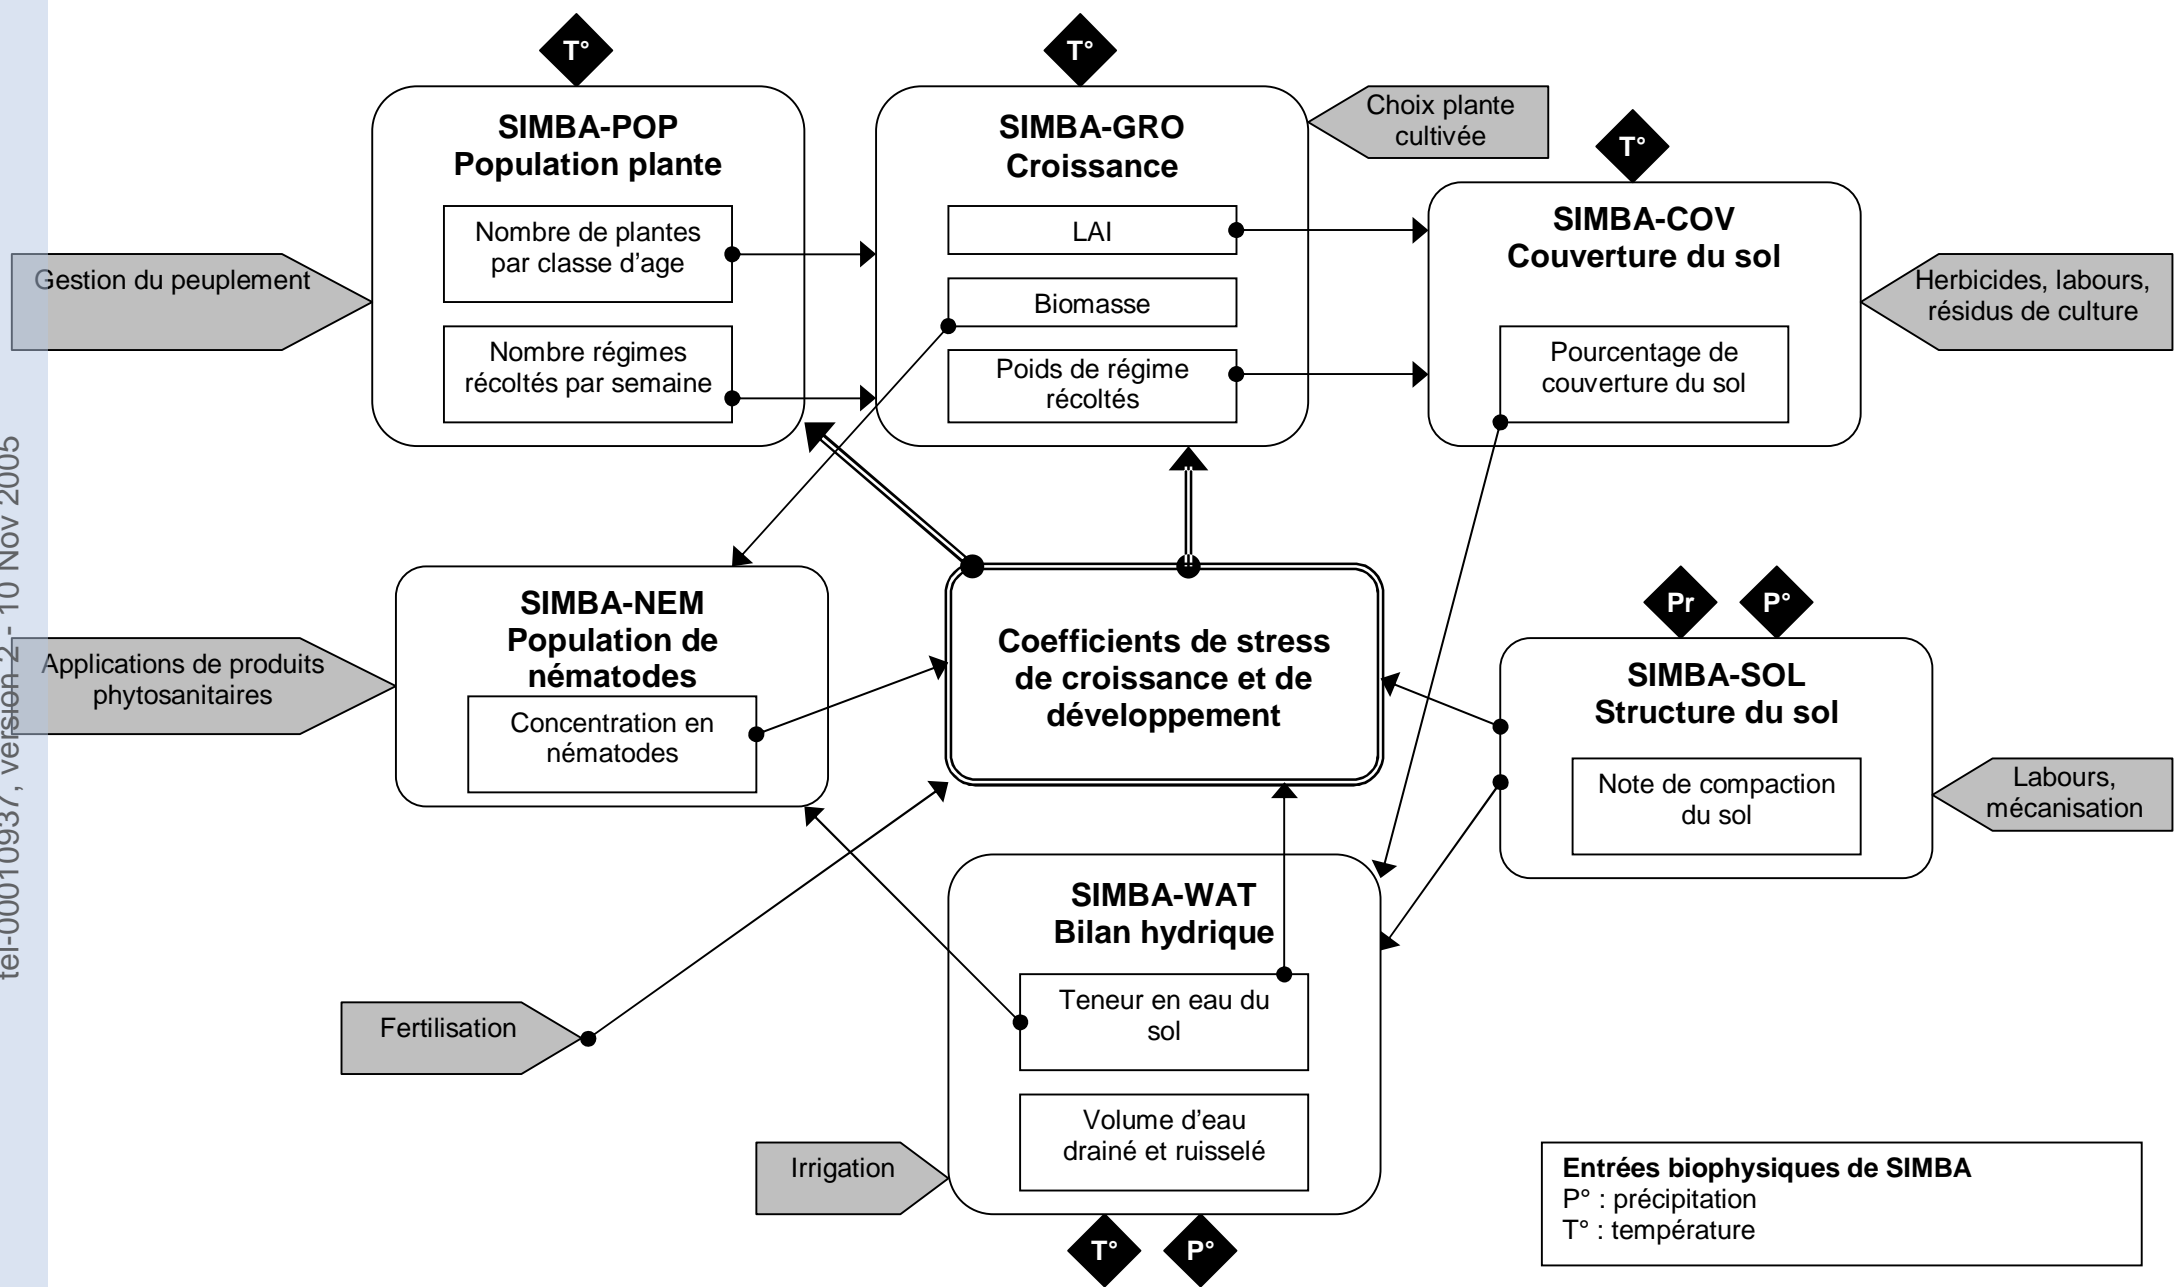 T°
T°
T°
SIMBA-POP
Population plante
Nombre de plantes
par classe d'age
Nombre régimes
récoltés par semaine
SIMBA-GRO
Croissance
LAI
Biomasse
Poids de régime
récoltés
Choix plante
cultivée
SIMBA-COV
Couverture du sol
Pourcentage de
couverture du sol
Gestion du peuplement
Herbicides, labours,
résidus de culture
SIMBA-NEM
Population de
nématodes
Concentration en
nématodes
Applications de produits
phytosanitaires
Coefficients de stress
de croissance et de
développement
Pr
P°
SIMBA-SOL
Structure du sol
Note de compaction
du sol
Labours,
mécanisation
SIMBA-WAT
Bilan hydrique
Teneur en eau du
sol
Volume d'eau
drainé et ruisselé
Fertilisation
Irrigation
T°
P°
Entrées biophysiques de SIMBA
P° : précipitation
T° : température
tel-00010937, version 2 - 10 Nov 2005